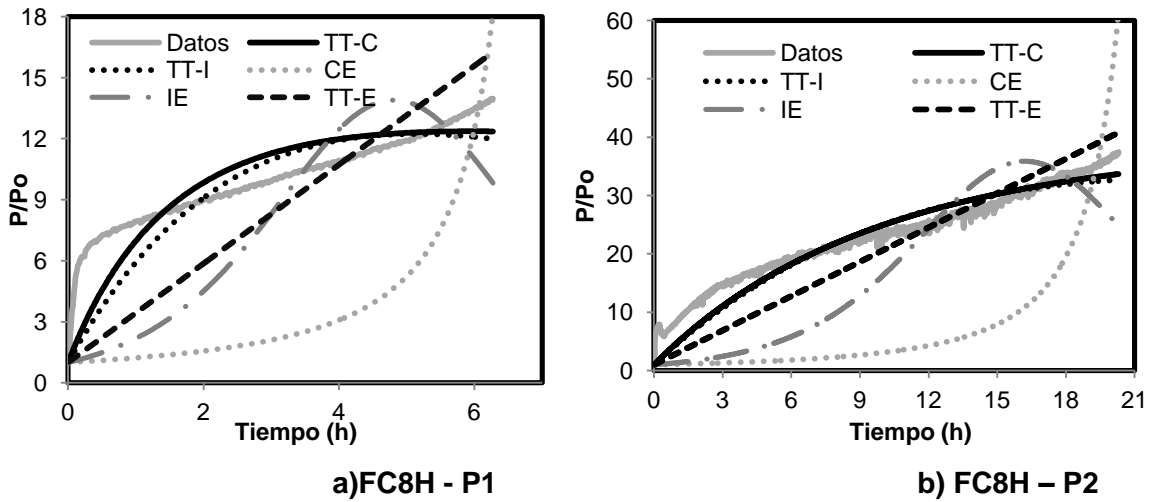 18
15
12
9
6
3
0
P/Po
Datos
TT-C
TT-I
CE
IE
TT-E
0
2
4
6
Tiempo (h)
a)FC8H - P1
60
50
40
30
20
10
0
P/Po
Datos
TT-C
TT-I
CE
IE
TT-E
0
3
6
9
12
15
18
21
Tiempo (h)
b) FC8H – P2